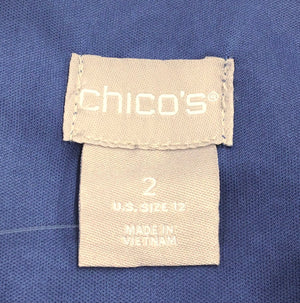 chico's®
2
U.S. SIZE 12
MADE IN
VIETNAM